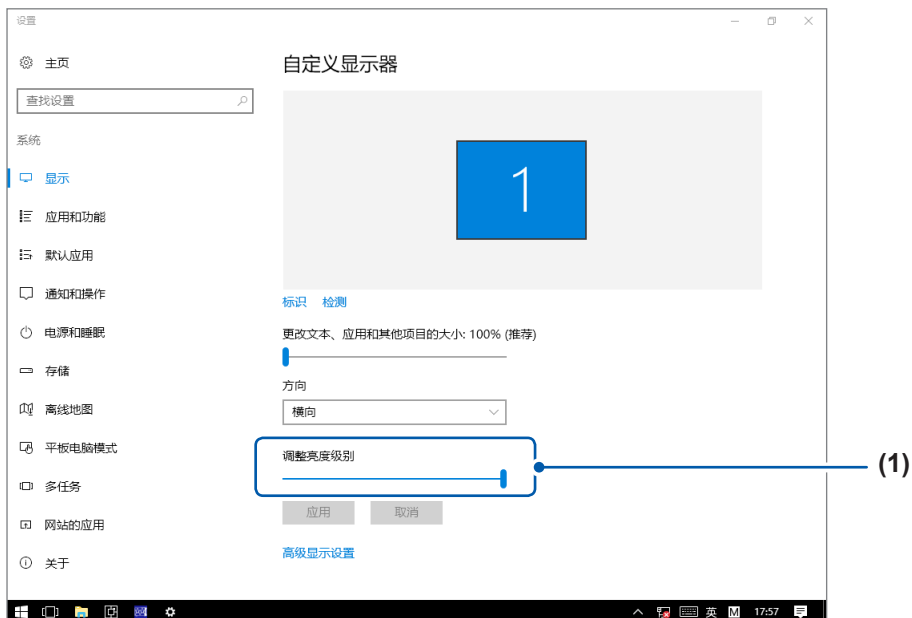 设置
主页
查找设置
系统
显示
应用和功能
默认应用
通知和操作
电源和睡眠
存储
离线地图
平板电脑模式
多任务
网站的应用
关于
自定义显示器
1
标识 检测
更改文本、应用和其他项目的大小: 100% (推荐)
方向
横向
调整亮度级别
(1)
应用 取消
高级显示设置
英 M 17:57